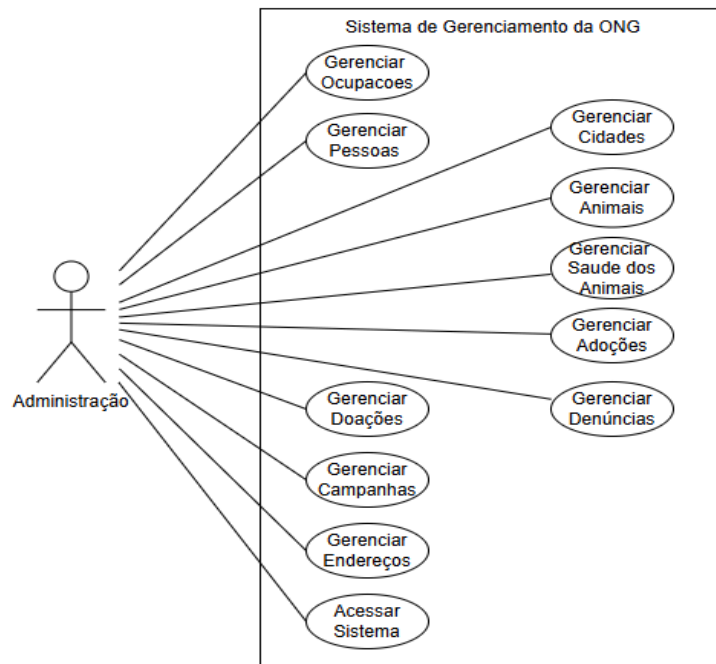 Sistema de Gerenciamento da ONG
Gerenciar
Ocupacoes
Gerenciar
Pessoas
Gerenciar
Cidades
Gerenciar
Animais
Gerenciar
Saude dos
Animais
Gerenciar
Adoções
Administração
Gerenciar
Doações
Gerenciar
Denúncias
Gerenciar
Campanhas
Gerenciar
Endereços
Acessar
Sistema